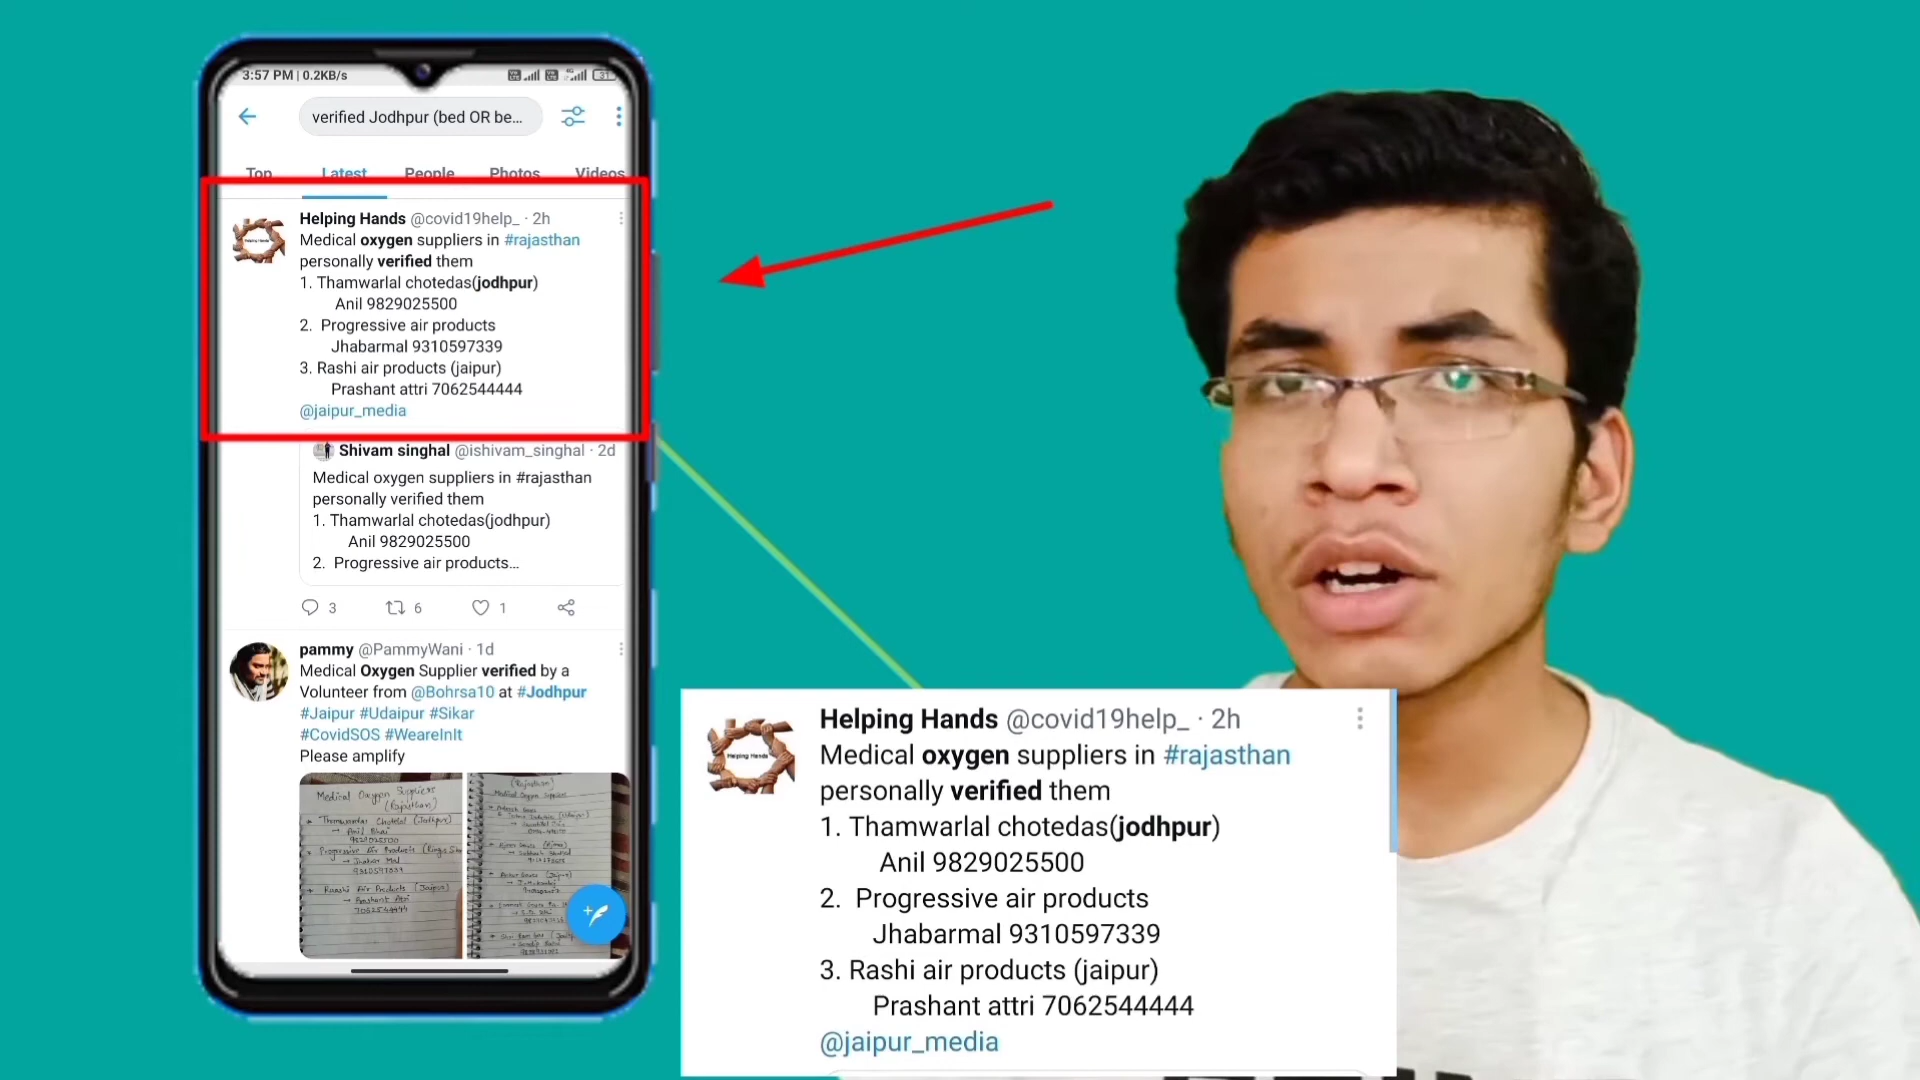 3:57 PM | 0.2KB/s
verified Jodhpur (bed OR be...
Top Latest People Photos Videos
Helping Hands @covid19help_ · 2h
Medical oxygen suppliers in #rajasthan
personally verified them
1. Thamwarlal chotedas(jodhpur)
Anil 9829025500
2. Progressive air products
Jhabarmal 9310597339
3. Rashi air products (jaipur)
Prashant attri 7062544444
@jaipur_media
Shivam singhal @ishivam_singhal · 2d
Medical oxygen suppliers in #rajasthan
personally verified them
1. Thamwarlal chotedas(jodhpur)
Anil 9829025500
2. Progressive air products...
3 6 1
pammy @PammyWani · 1d
Medical Oxygen Supplier verified by a
Volunteer from @Bohrsa10 at #Jodhpur
#Jaipur #Udaipur #Sikar
#CovidSOS #WeareInIt
Please amplify
Medical Oxygen Suppliers
(Rajasthan)
Helping Hands @covid19help_ · 2h
Medical oxygen suppliers in #rajasthan
personally verified them
1. Thamwarlal chotedas(jodhpur)
Anil 9829025500
2. Progressive air products
Jhabarmal 9310597339
3. Rashi air products (jaipur)
Prashant attri 7062544444
@jaipur_media